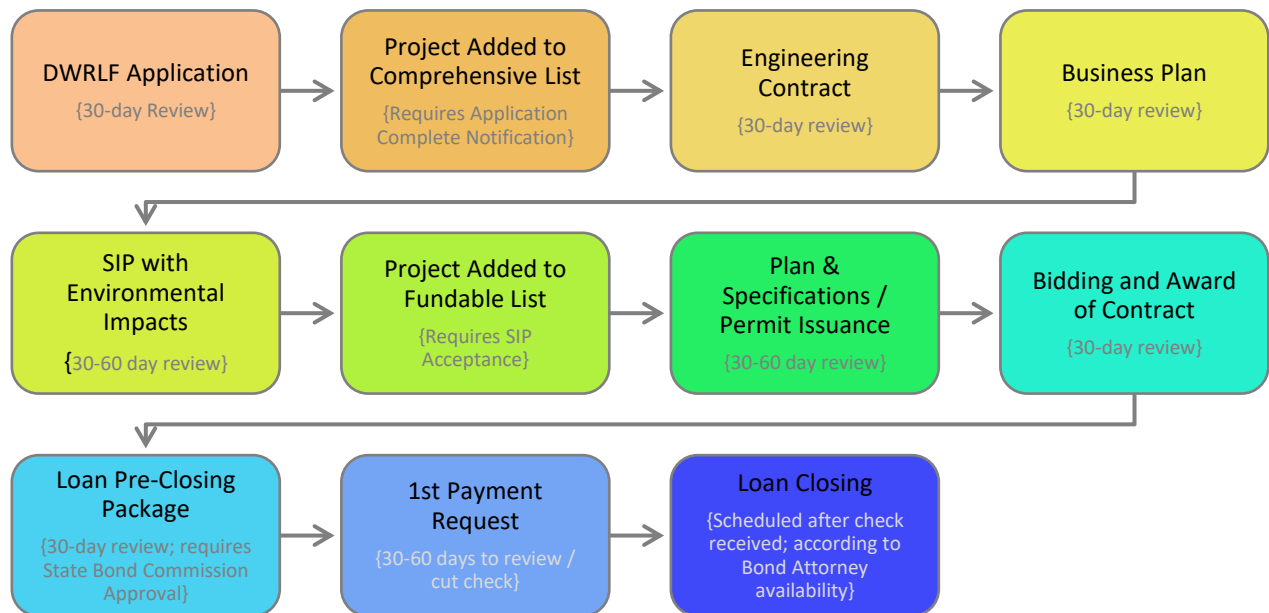 DWRLF Application
{30-day Review}
Project Added to
Comprehensive List
{Requires Application
Complete Notification}
Engineering
Contract
{30-day review}
Business Plan
{30-day review}
SIP with
Environmental
Impacts
{30-60 day review}
Project Added to
Fundable List
{Requires SIP
Acceptance}
Plan &
Specifications /
Permit Issuance
{30-60 day review}
Bidding and Award
of Contract
{30-day review}
Loan Pre-Closing
Package
{30-day review; requires
State Bond Commission
Approval}
1st Payment
Request
{30-60 days to review /
cut check}
Loan Closing
{Scheduled after check
received; according to
Bond Attorney
availability}